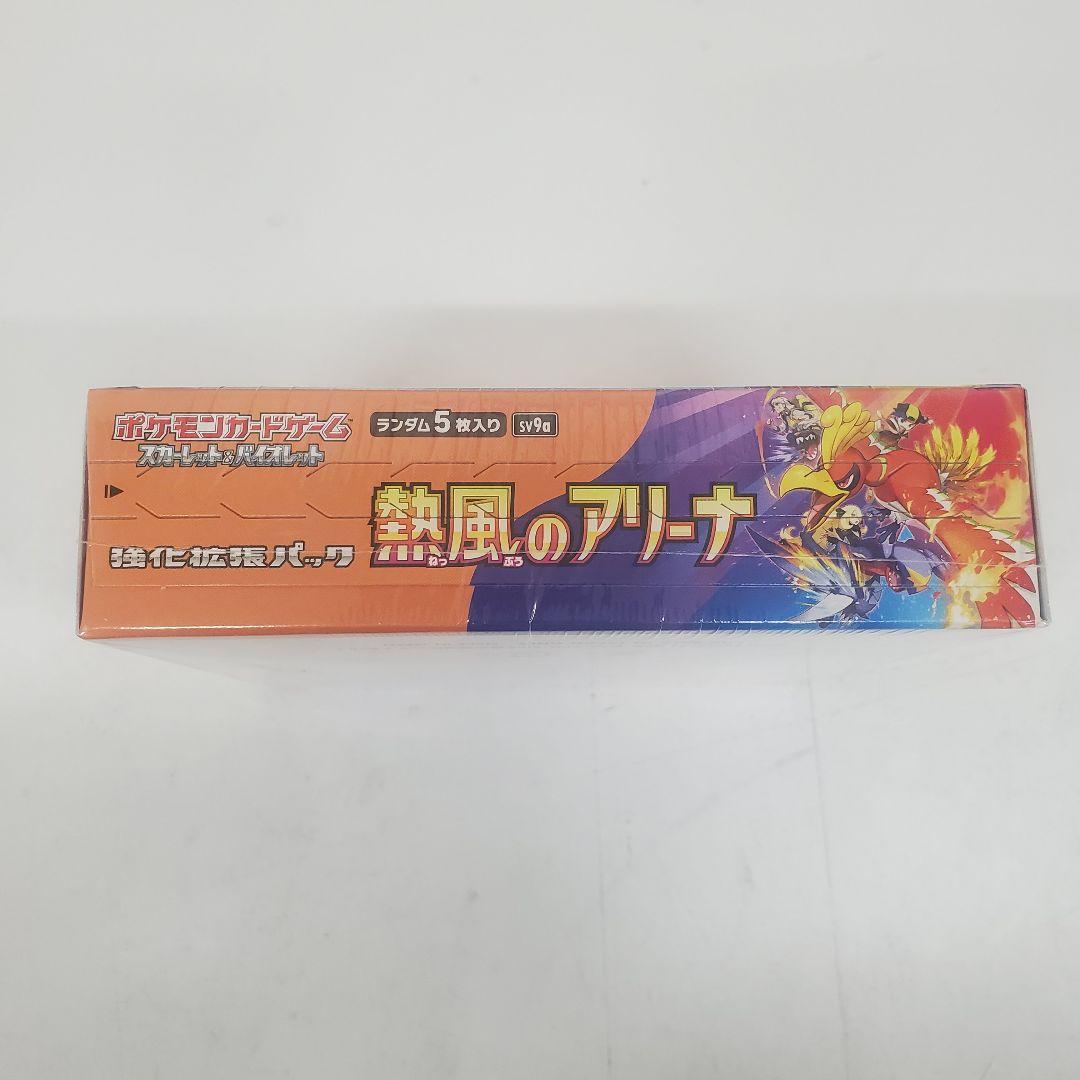 ポケモンカードゲーム
スカーレット&バイオレット
ランダム5枚入り
sv9a
強化拡張パック
熱風のアリーナ
ねっ ぷう